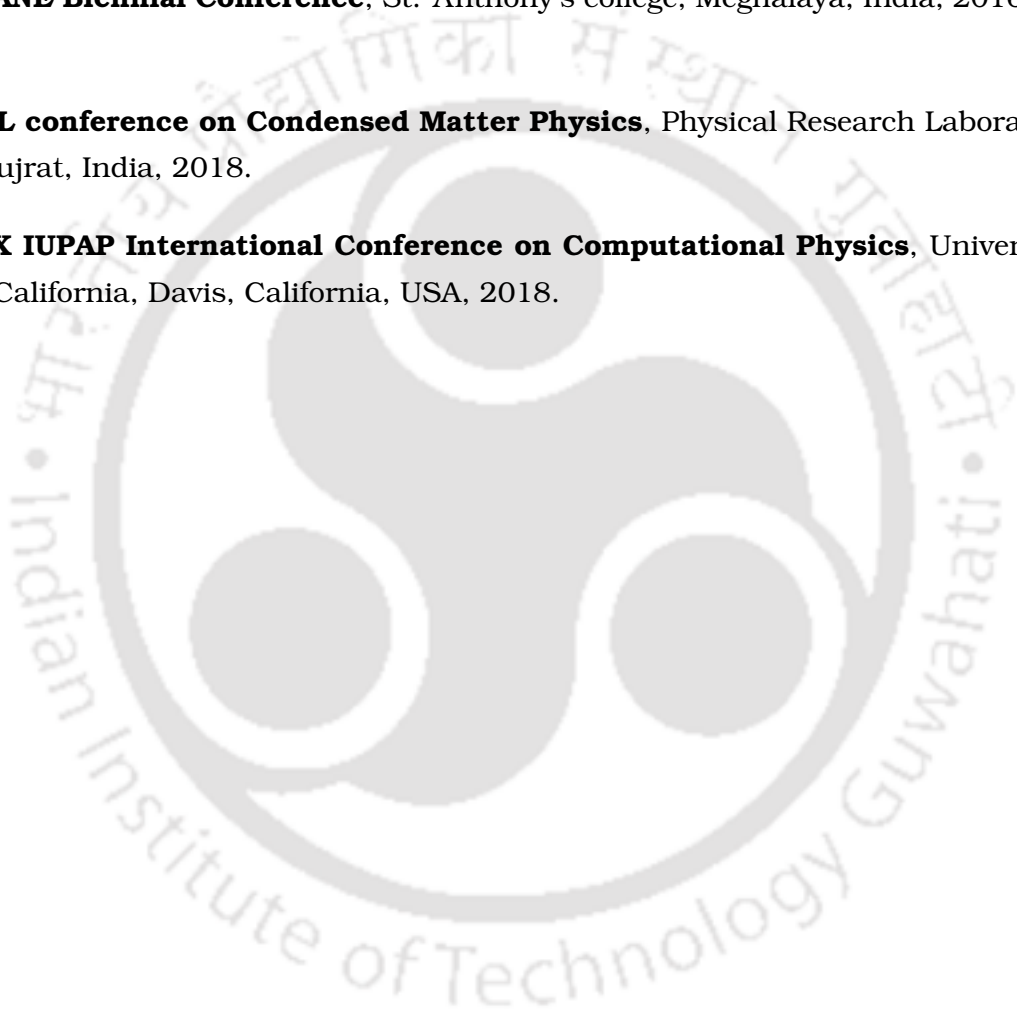 ANE Biennial Conference, St. Anthony's college, Meghalaya, India, 2016
L conference on Condensed Matter Physics, Physical Research Labora
ujrat, India, 2018.
X IUPAP International Conference on Computational Physics, Univer
California, Davis, California, USA, 2018.
Indian Institute of Technology Guwahati